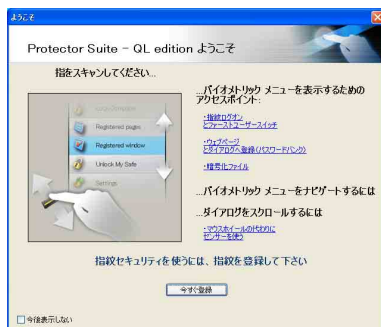 ようこそ
Protector Suite - QL edition ようこそ
指をスキャンしてください...
Registered pages
Registered window
Unlock My Safe
Settings
...バイオメトリック メニューを表示するための
アクセスポイント:
・指紋ログオン
とファーストユーザースイッチ
・ウェブページ
とダイアログへ登録(パスワードバンク)
・暗号化ファイル
...バイオメトリック メニューをナビゲートするには
...ダイアログをスクロールするには
・マウスホイールの代わりに
センサーを使う
指紋セキュリティを使うには、指紋を登録して下さい
今すぐ登録
今後表示しない